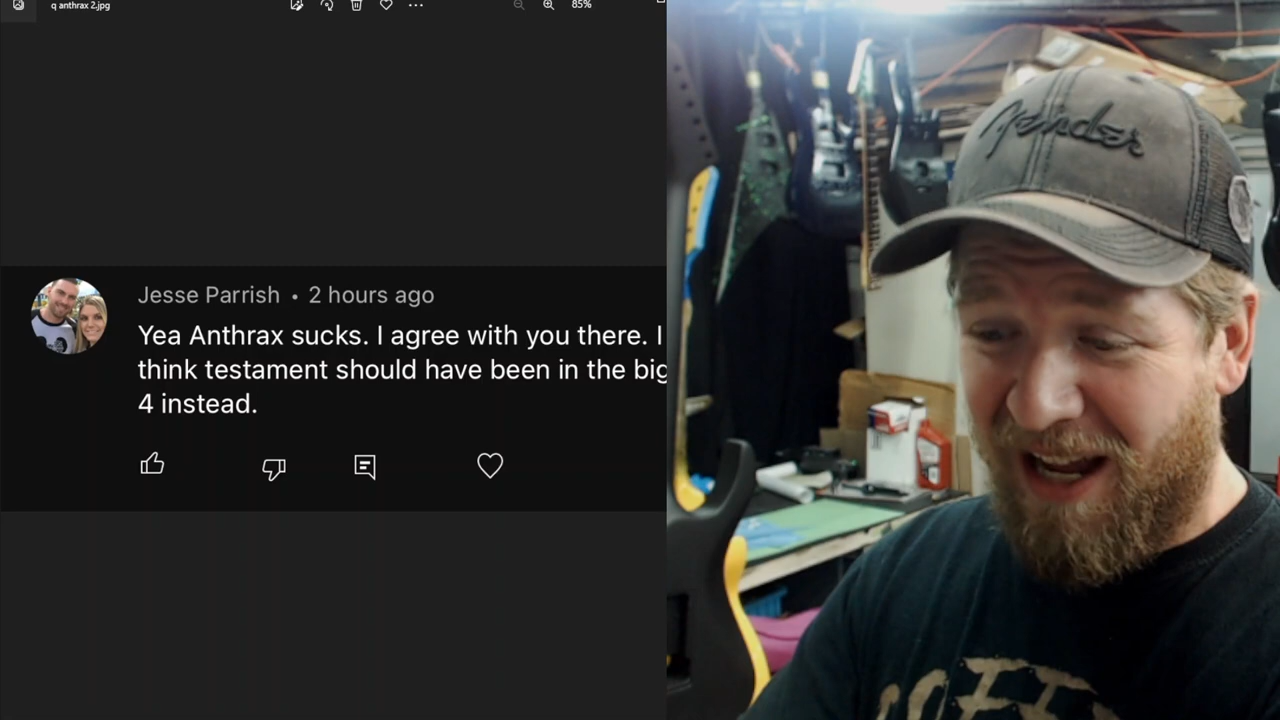 q anthrax 2.jpg
85%
Fender
Jesse Parrish • 2 hours ago
Yea Anthrax sucks. I agree with you there. I
think testament should have been in the big
4 instead.
COFFE